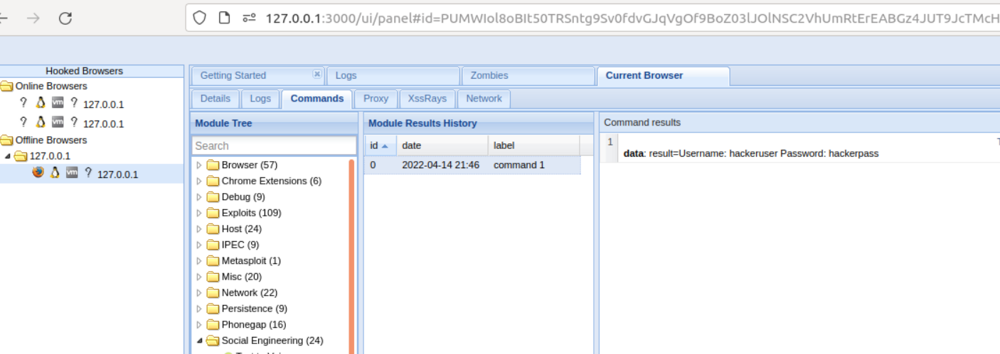 127.0.0.1:3000/ui/panel#id=PUMWIol8oBIt50TRSntg9Sv0fdvGJqVgOf9BoZ03lJOlNSC2VhUmRtErEABGz4JUT9JcTMcH
Hooked Browsers
Getting Started
Logs
Zombies
Current Browser
Online Browsers
? vm ? 127.0.0.1
? vm ? 127.0.0.1
Offline Browsers
127.0.0.1
vm ? 127.0.0.1
Details
Logs
Commands
Proxy
XssRays
Network
Module Tree
Search
Browser (57)
Chrome Extensions (6)
Debug (9)
Exploits (109)
Host (24)
IPEC (9)
Metasploit (1)
Misc (20)
Network (22)
Persistence (9)
Phonegap (16)
Social Engineering (24)
Module Results History
id date label
0 2022-04-14 21:46 command 1
Command results
1
data: result=Username: hackeruser Password: hackerpass